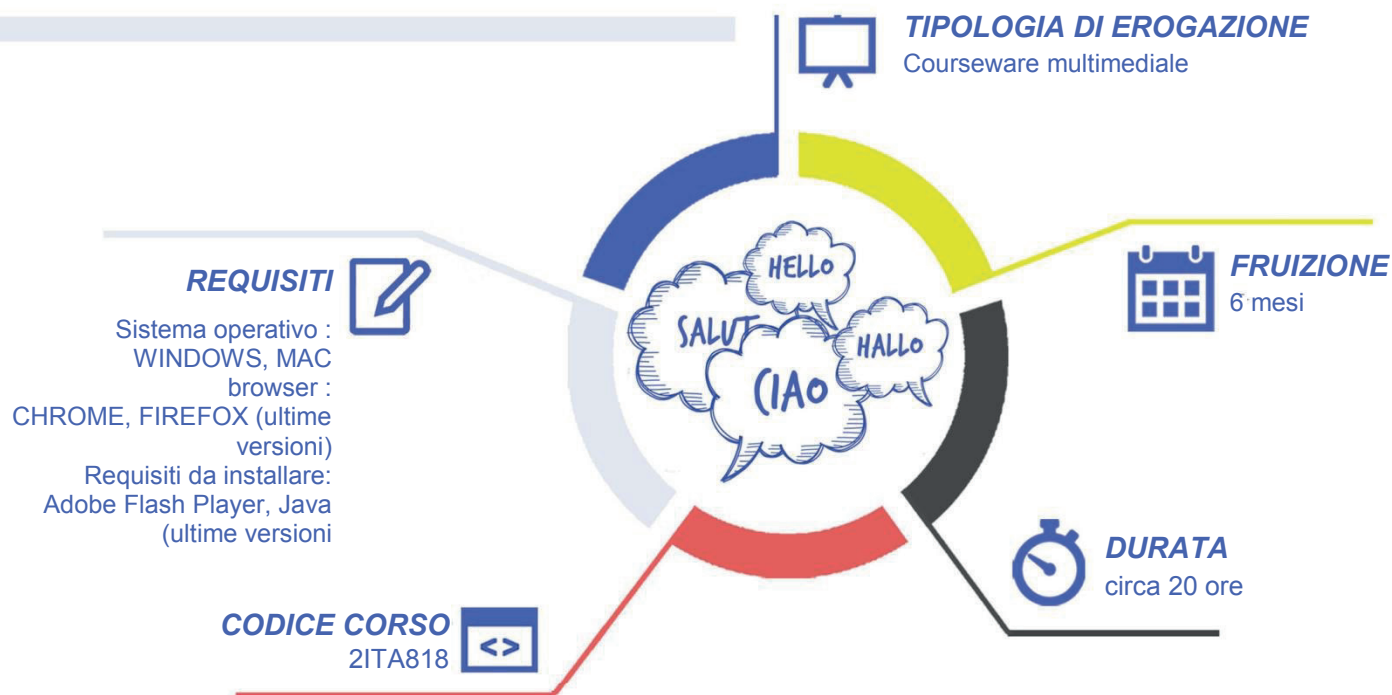 TIPOLOGIA DI EROGAZIONE
Courseware multimediale
HELLO
SALUT
HALLO
CIAO
FRUIZIONE
6 mesi
REQUISITI
Sistema operativo :
WINDOWS, MAC
browser :
CHROME, FIREFOX (ultime
versioni)
Requisiti da installare:
Adobe Flash Player, Java
(ultime versioni
DURATA
circa 20 ore
CODICE CORSO
2ITA818
<>